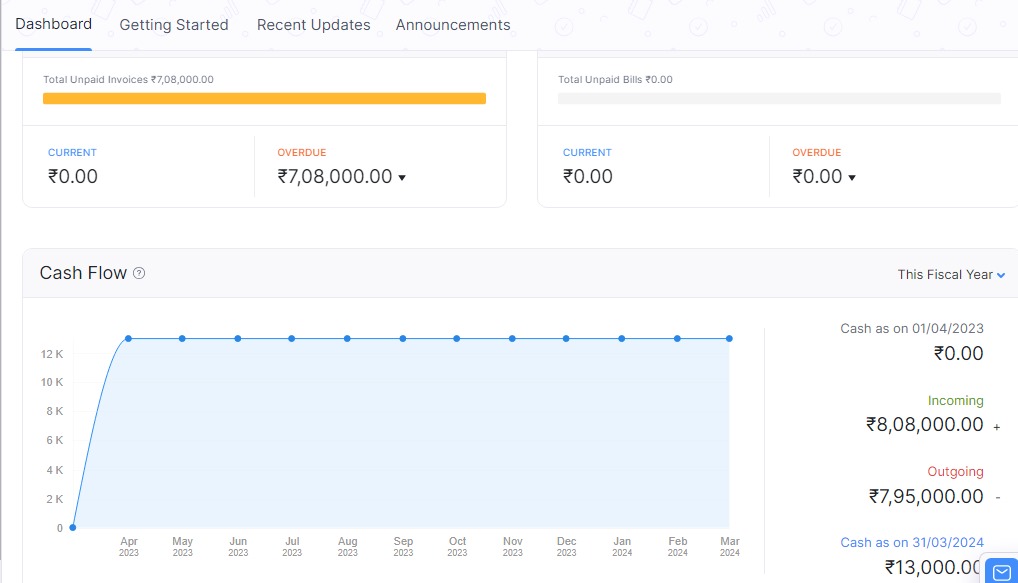 Dashboard Getting Started Recent Updates Announcements
Total Unpaid Invoices ₹7,08,000.00
CURRENT
₹0.00
OVERDUE
₹7,08,000.00
Total Unpaid Bills ₹0.00
CURRENT
₹0.00
OVERDUE
₹0.00
Cash Flow ?
This Fiscal Year
12 K
10 K
8 K
6 K
4 K
2 K
0
Apr 2023
May 2023
Jun 2023
Jul 2023
Aug 2023
Sep 2023
Oct 2023
Nov 2023
Dec 2023
Jan 2024
Feb 2024
Mar 2024
Cash as on 01/04/2023
₹0.00
Incoming
₹8,08,000.00 +
Outgoing
₹7,95,000.00 -
Cash as on 31/03/2024
₹13,000.00